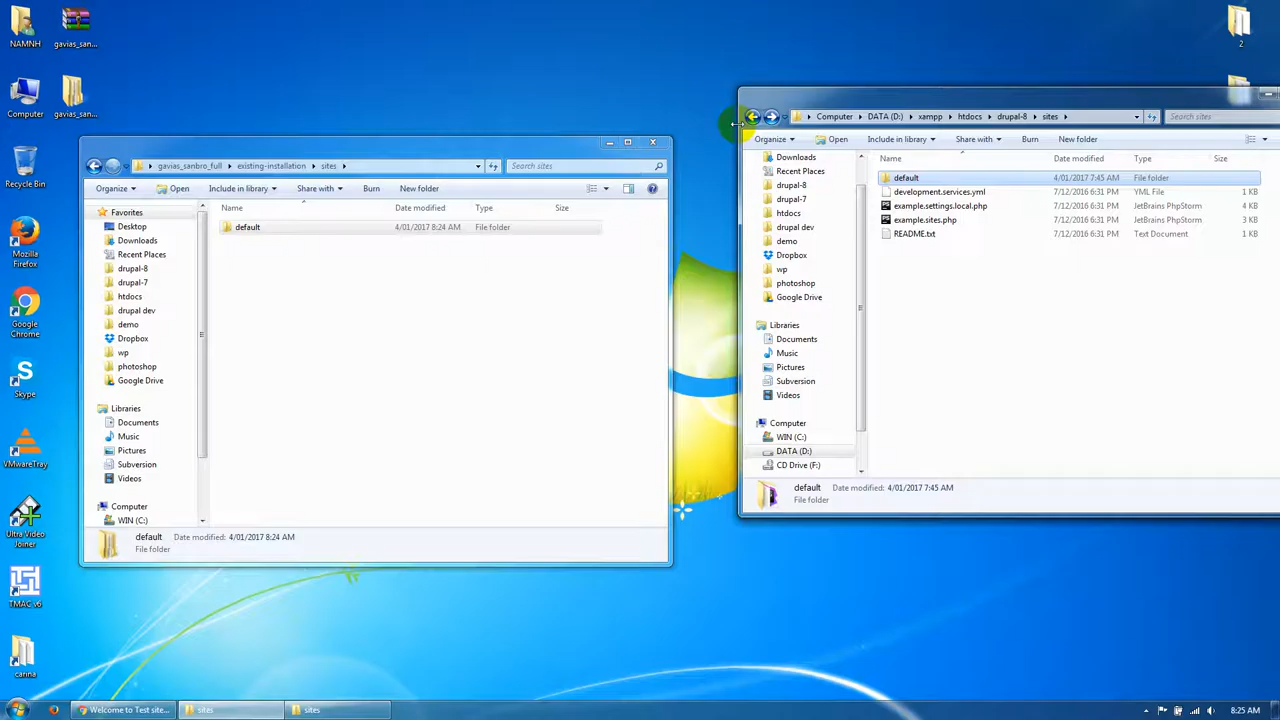 NAMNH
gavias_san...
2
Computer
gavias_san...
Recycle Bin
Mozilla
Firefox
Google
Chrome
Skype
VMwareTray
Ultra Video
Joiner
TMAC v6
gavias_sanbro_full
existing-installation
sites
Search sites
Organize
Open
Include in library
Share with
Burn
New folder
Favorites
Desktop
Downloads
Recent Places
drupal-8
drupal-7
htdocs
drupal dev
demo
Dropbox
wp
photoshop
Google Drive
Libraries
Documents
Music
Pictures
Subversion
Videos
Computer
WIN (C:)
Name
Date modified
Type
Size
default
4/01/2017 8:24 AM
File folder
default
Date modified: 4/01/2017 8:24 AM
File folder
Computer
DATA (D:)
xampp
htdocs
drupal-8
sites
Search sites
Organize
Open
Include in library
Share with
Burn
New folder
Downloads
Recent Places
drupal-8
drupal-7
htdocs
drupal dev
demo
Dropbox
wp
photoshop
Google Drive
Libraries
Documents
Music
Pictures
Subversion
Videos
Computer
WIN (C:)
DATA (D:)
CD Drive (F:)
Name
Date modified
Type
Size
default
4/01/2017 7:45 AM
File folder
development.services.yml
7/12/2016 6:31 PM
YML File
1 KB
example.settings.local.php
7/12/2016 6:31 PM
JetBrains PhpStorm
4 KB
example.sites.php
7/12/2016 6:31 PM
JetBrains PhpStorm
3 KB
README.txt
7/12/2016 6:31 PM
Text Document
1 KB
default
Date modified: 4/01/2017 7:45 AM
File folder
Welcome to Test site...
sites
sites
8:25 AM